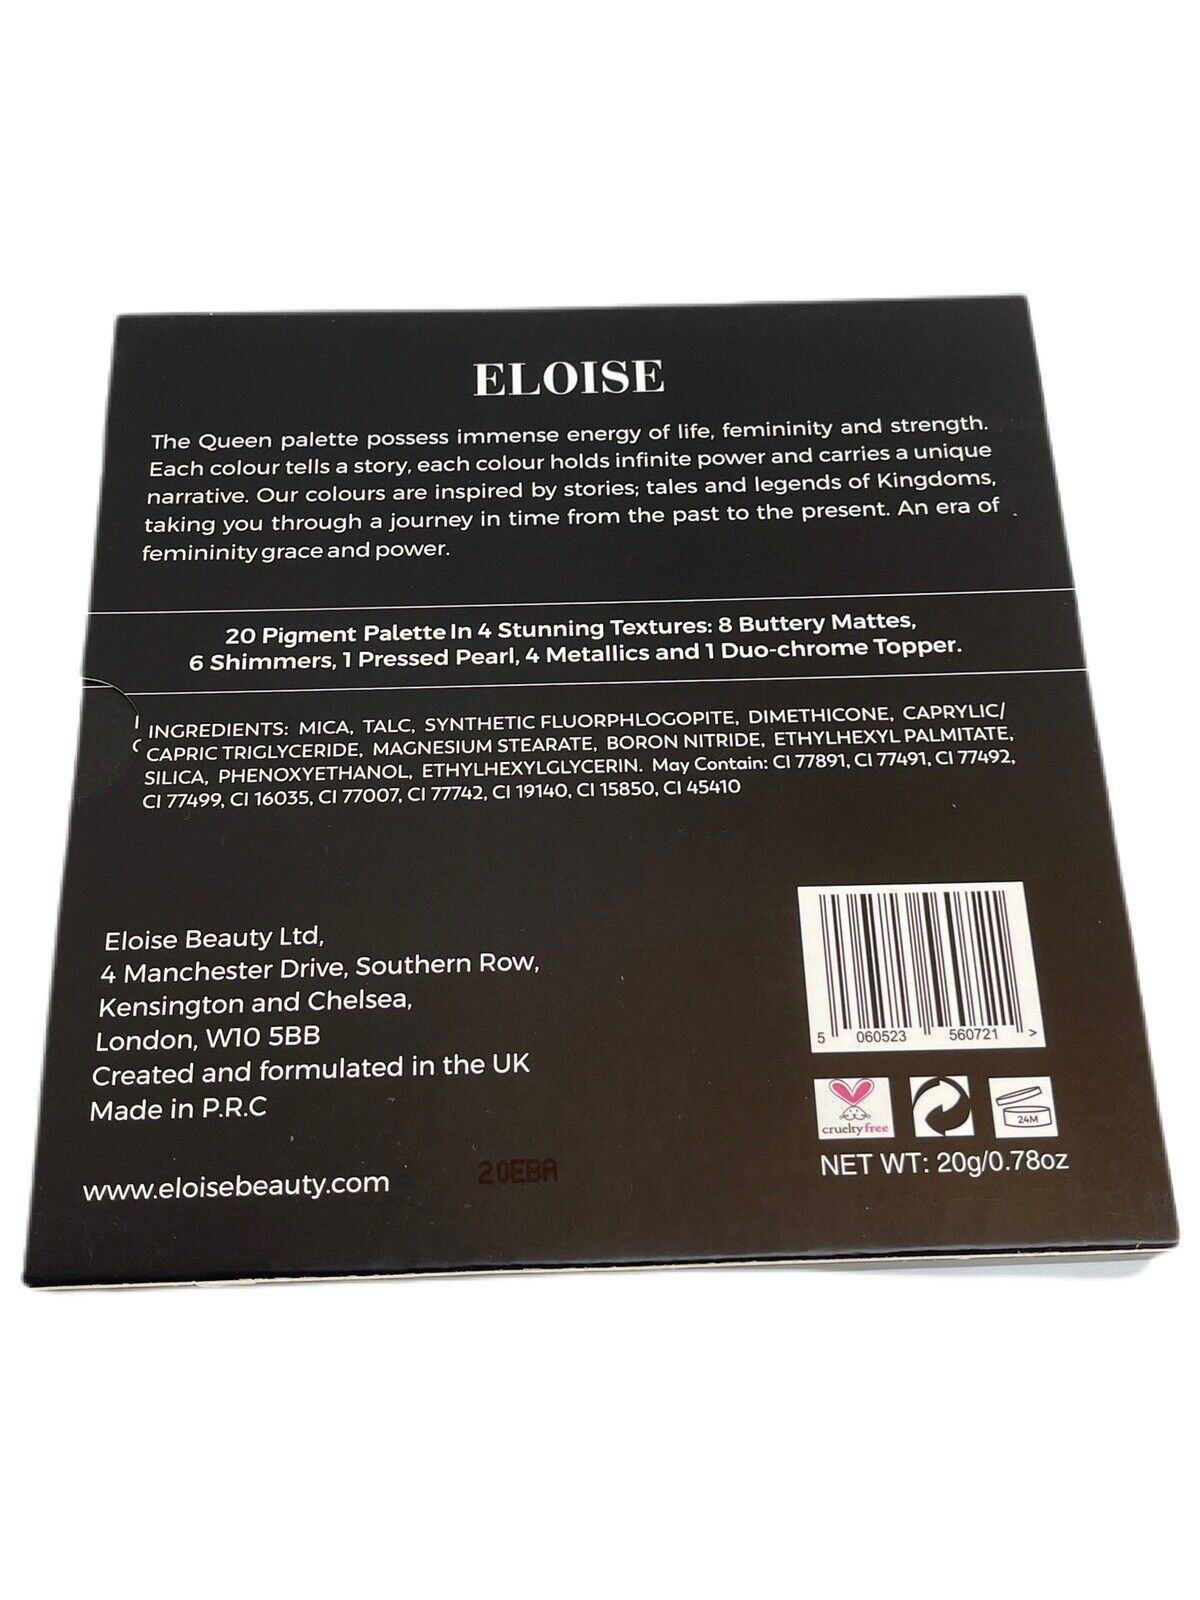 ELOISE
The Queen palette possess immense energy of life, femininity and strength.
Each colour tells a story, each colour holds infinite power and carries a unique
narrative. Our colours are inspired by stories; tales and legends of Kingdoms,
taking you through a journey in time from the past to the present. An era of
femininity grace and power.
20 Pigment Palette In 4 Stunning Textures: 8 Buttery Mattes,
6 Shimmers, 1 Pressed Pearl, 4 Metallics and 1 Duo-chrome Topper.
INGREDIENTS: MICA, TALC, SYNTHETIC FLUORPHLOGOPITE, DIMETHICONE, CAPRYLIC/
CAPRIC TRIGLYCERIDE, MAGNESIUM STEARATE, BORON NITRIDE, ETHYLHEXYL PALMITATE,
SILICA, PHENOXYETHANOL, ETHYLHEXYLGLYCERIN. May Contain: CI 77891, CI 77491, CI 77492,
CI 77499, CI 16035, CI 77007, CI 77742, CI 19140, CI 15850, CI 45410
Eloise Beauty Ltd,
4 Manchester Drive, Southern Row,
Kensington and Chelsea,
London, W10 5BB
Created and formulated in the UK
Made in P.R.C
www.eloisebeauty.com
20EBA
5 060523 560721 >
cruelty free
24M
NET WT: 20g/0.78oz